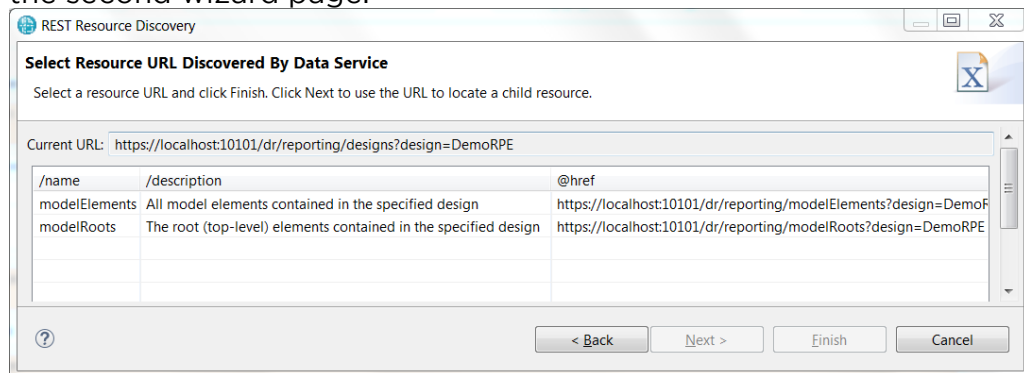 the second wizard page.
REST Resource Discovery
Select Resource URL Discovered By Data Service
Select a resource URL and click Finish. Click Next to use the URL to locate a child resource.
X
Current URL: https://localhost:10101/dr/reporting/designs?design=DemoRPE
/name /description @href
modelElements All model elements contained in the specified design https://localhost:10101/dr/reporting/modelElements?design=DemoR
modelRoots The root (top-level) elements contained in the specified design https://localhost:10101/dr/reporting/modelRoots?design=DemoRPE
? < Back Next > Finish Cancel